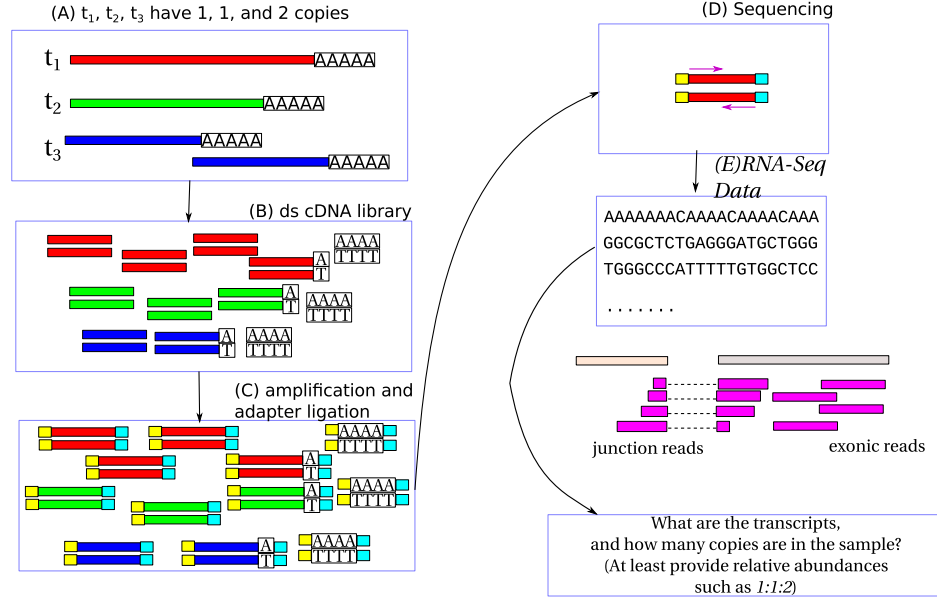 (A) t₁, t₂, t₃ have 1, 1, and 2 copies
t₁
AAAAA
t₂
AAAAA
t₃
AAAAA
AAAAA
(B) ds cDNA library
A
T
AAAA
TTTT
A
T
AAAA
TTTT
A
T
AAAA
TTTT
(C) amplification and
adapter ligation
AAAA
TTTT
A
T
A
T
AAAA
TTTT
A
T
AAAA
TTTT
(D) Sequencing
(E)RNA-Seq
Data
AAAAAAACAAAACAAAACAAA
GGCGCTCTGAGGGATGCTGGG
TGGGCCCATTTTTGTGGCTCC
.......
junction reads
exonic reads
What are the transcripts,
and how many copies are in the sample?
(At least provide relative abundances
such as 1:1:2)